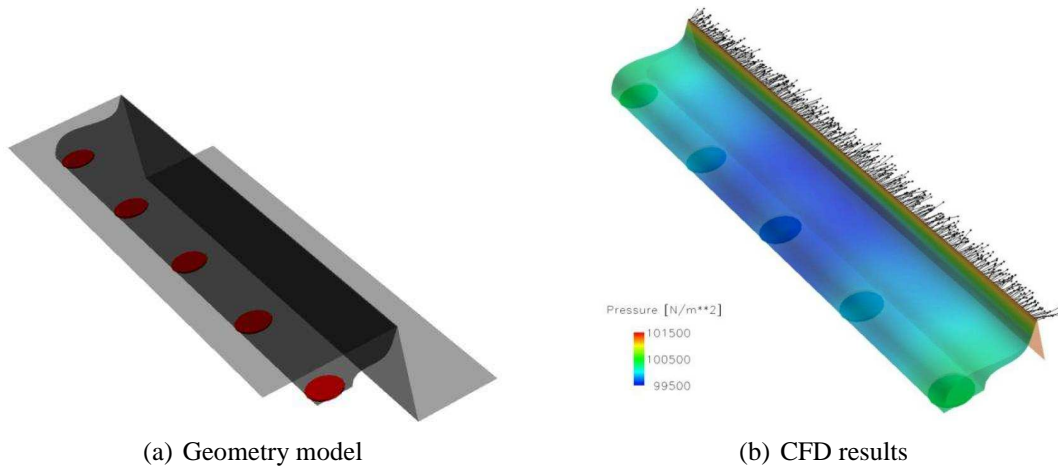 Pressure [N/m**2]
101500
100500
99500
(a) Geometry model
(b) CFD results